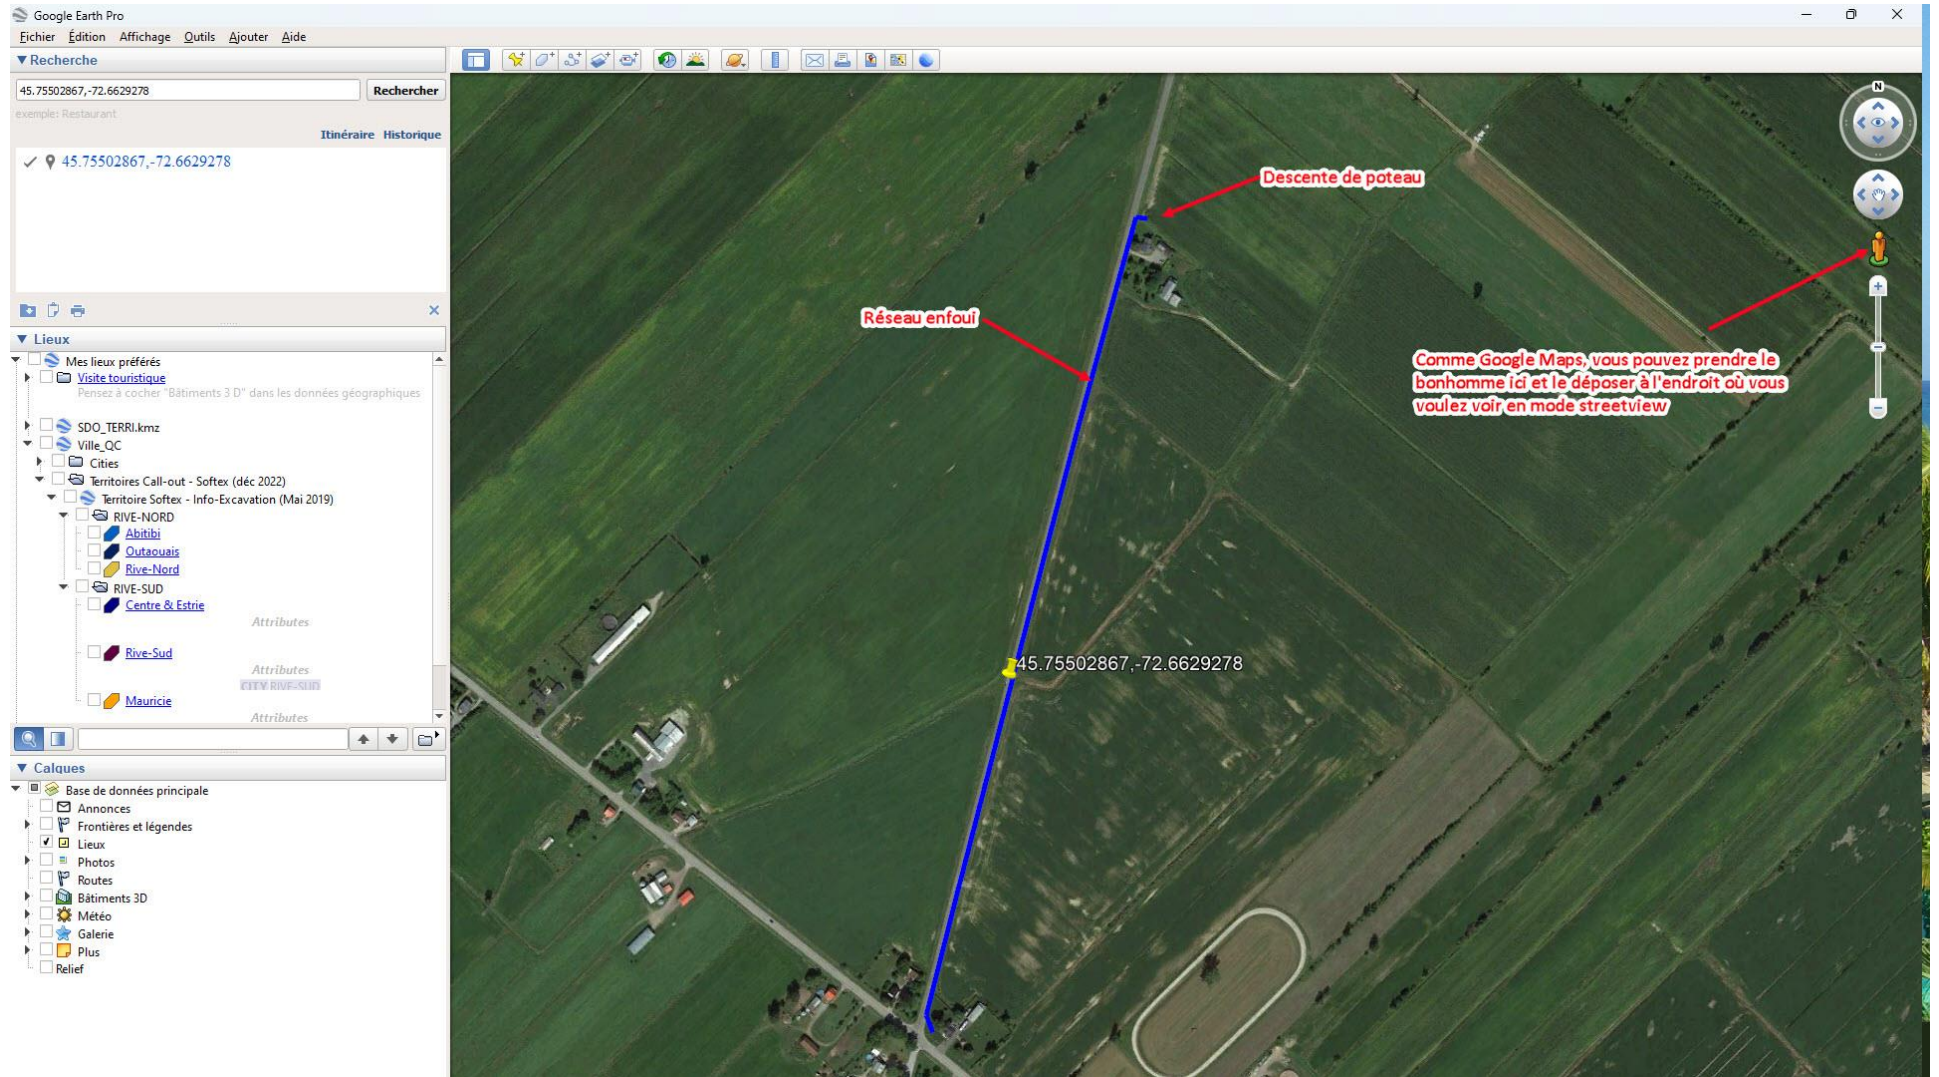 Google Earth Pro
Fichier Édition Affichage Outils Ajouter Aide
Recherche
45.75502867,-72.6629278
Rechercher
exemple: Restaurant
Itinéraire Historique
45.75502867,-72.6629278
Lieux
Mes lieux préférés
Visite touristique
Pensez à cocher "Bâtiments 3 D" dans les données géographiques
SDO_TERRI.kmz
Ville_QC
Cities
Territoires Call-out - Softex (déc 2022)
Territoire Softex - Info-Excavation (Mai 2019)
RIVE-NORD
Abitibi
Outaouais
Rive-Nord
RIVE-SUD
Centre & Estrie
Attributes
Rive-Sud
Attributes
CITY RIVE-SUD
Mauricie
Attributes
Calques
Base de données principale
Annonces
Frontières et légendes
Lieux
Photos
Routes
Bâtiments 3D
Météo
Galerie
Plus
Relief
N
Descente de poteau
Réseau enfoui
Comme Google Maps, vous pouvez prendre le
bonhomme ici et le déposer à l'endroit où vous
voulez voir en mode streetview
45.75502867,-72.6629278